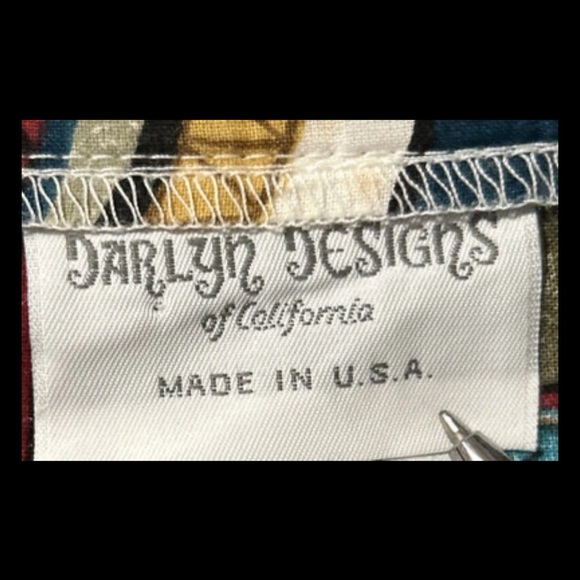 DARLYN DESIGNS
of California
MADE IN U.S.A.